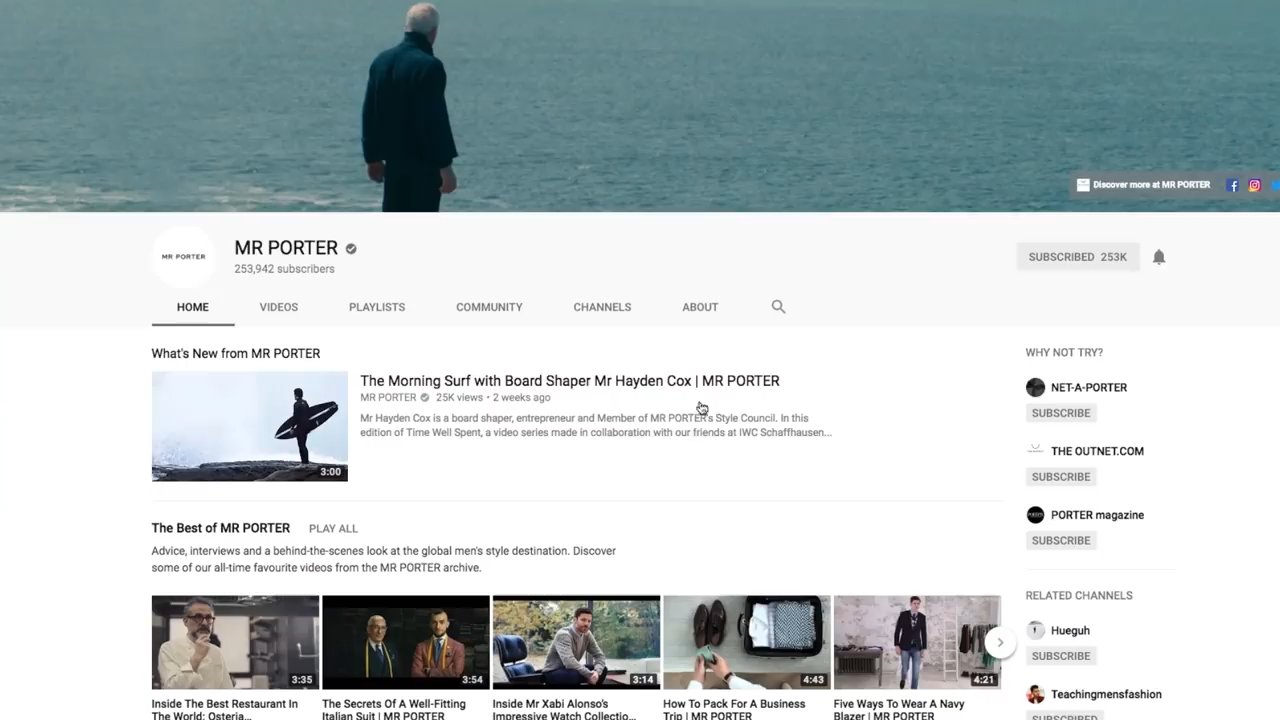 Discover more at MR PORTER
MR PORTER
MR PORTER
253,942 subscribers
SUBSCRIBED 253K
HOME VIDEOS PLAYLISTS COMMUNITY CHANNELS ABOUT
What's New from MR PORTER
3:00
The Morning Surf with Board Shaper Mr Hayden Cox | MR PORTER
MR PORTER 25K views • 2 weeks ago
Mr Hayden Cox is a board shaper, entrepreneur and Member of MR PORTER's Style Council. In this
edition of Time Well Spent, a video series made in collaboration with our friends at IWC Schaffhausen...
The Best of MR PORTER PLAY ALL
Advice, interviews and a behind-the-scenes look at the global men's style destination. Discover
some of our all-time favourite videos from the MR PORTER archive.
3:35
Inside The Best Restaurant In
The World: Osteria...
3:54
The Secrets Of A Well-Fitting
Italian Suit | MR PORTER
3:14
Inside Mr Xabi Alonso's
Impressive Watch Collectio...
4:43
How To Pack For A Business
Trip | MR PORTER
4:21
Five Ways To Wear A Navy
Blazer | MR PORTER
WHY NOT TRY?
NET-A-PORTER
SUBSCRIBE
THE OUTNET.COM
SUBSCRIBE
PORTER magazine
SUBSCRIBE
RELATED CHANNELS
Hueguh
SUBSCRIBE
Teachingmensfashion
SUBSCRIBED